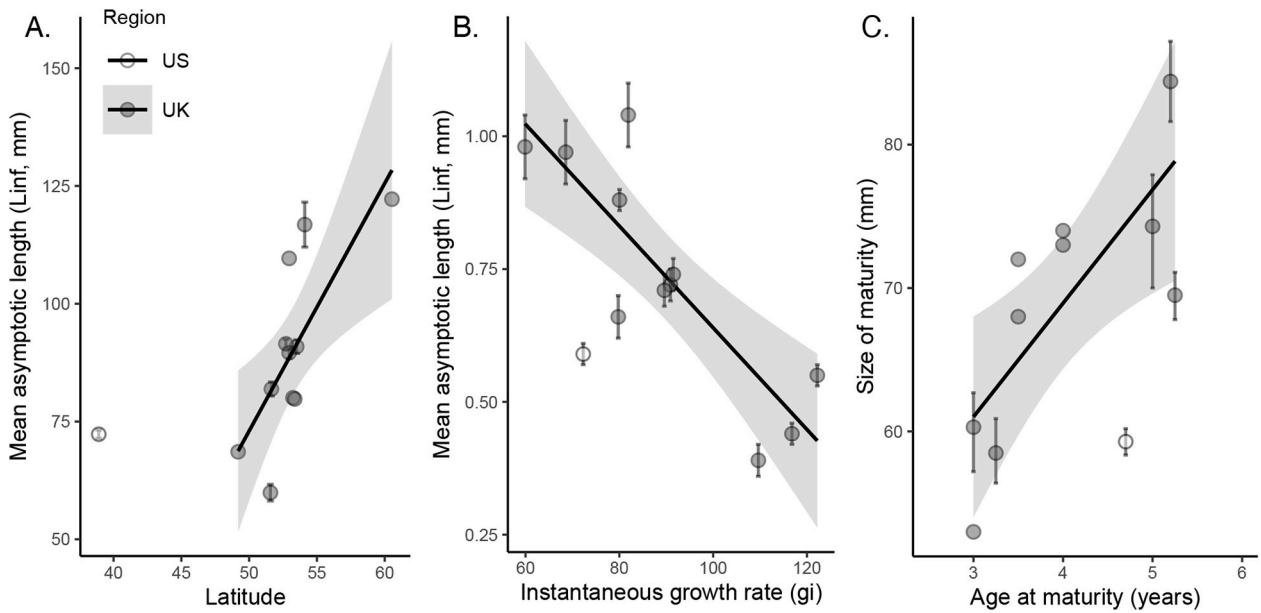 A.
Region
US
UK
150
125
100
75
50
Mean asymptotic length (Linf, mm)
40 45 50 55 60
Latitude
B.
1.00
0.75
0.50
0.25
Mean asymptotic length (Linf, mm)
60 80 100 120
Instantaneous growth rate (gi)
C.
80
70
60
Size of maturity (mm)
3 4 5 6
Age at maturity (years)